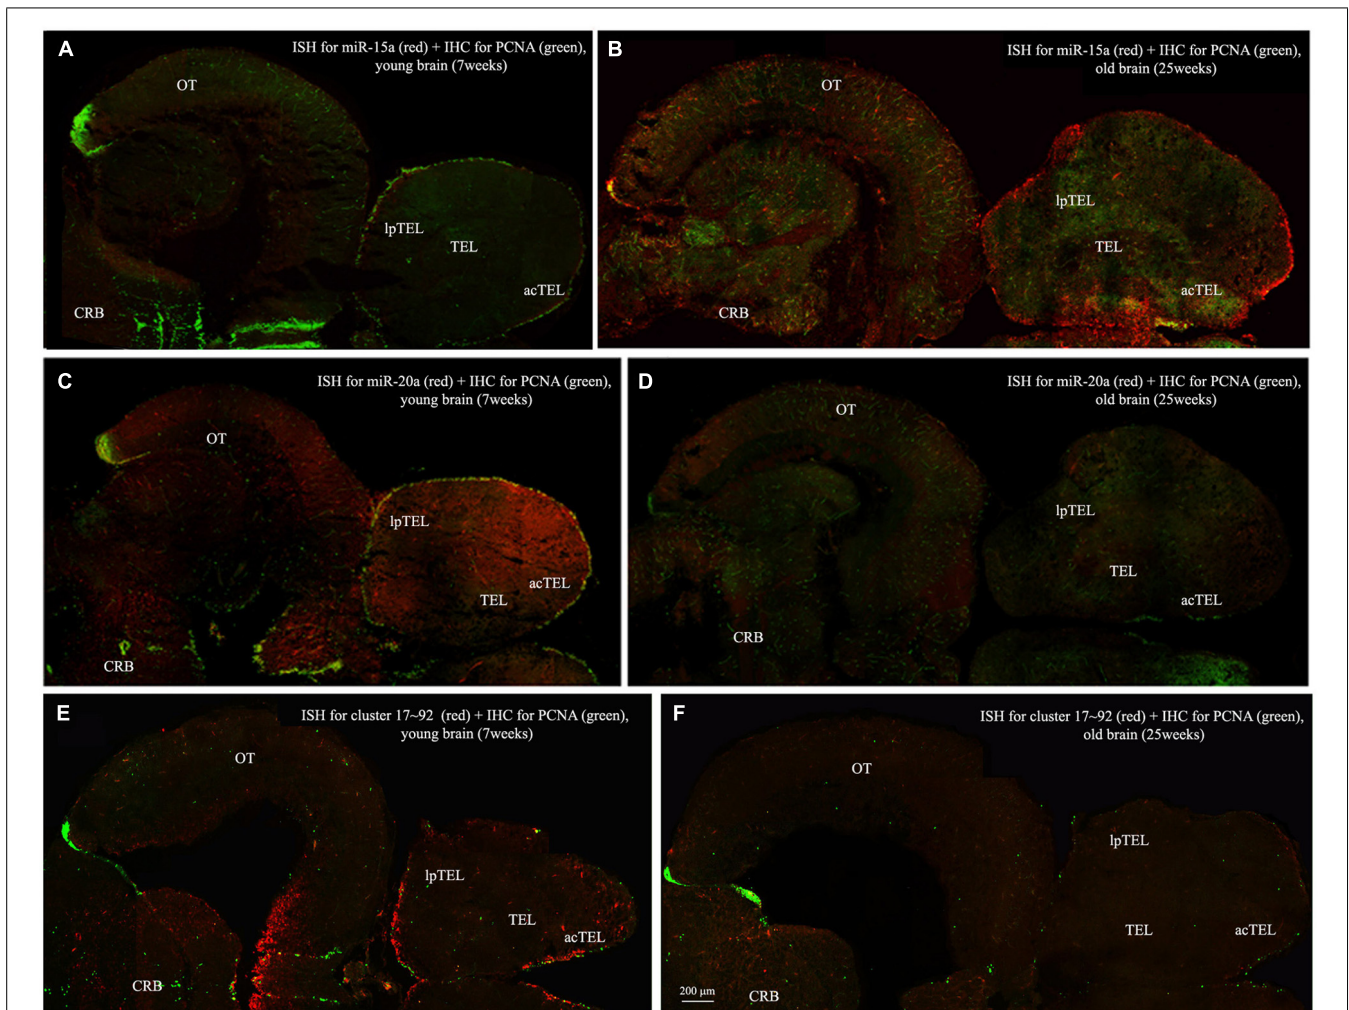 A
ISH for miR-15a (red) + IHC for PCNA (green),
young brain (7weeks)
OT
lpTEL
TEL
acTEL
CRB
B
ISH for miR-15a (red) + IHC for PCNA (green),
old brain (25weeks)
OT
lpTEL
TEL
acTEL
CRB
C
ISH for miR-20a (red) + IHC for PCNA (green),
young brain (7weeks)
OT
lpTEL
acTEL
TEL
CRB
D
ISH for miR-20a (red) + IHC for PCNA (green),
old brain (25weeks)
OT
lpTEL
TEL
acTEL
CRB
E
ISH for cluster 17~92 (red) + IHC for PCNA (green),
young brain (7weeks)
OT
lpTEL
TEL
acTEL
CRB
F
ISH for cluster 17~92 (red) + IHC for PCNA (green),
old brain (25weeks)
OT
lpTEL
TEL
acTEL
200 µm
CRB